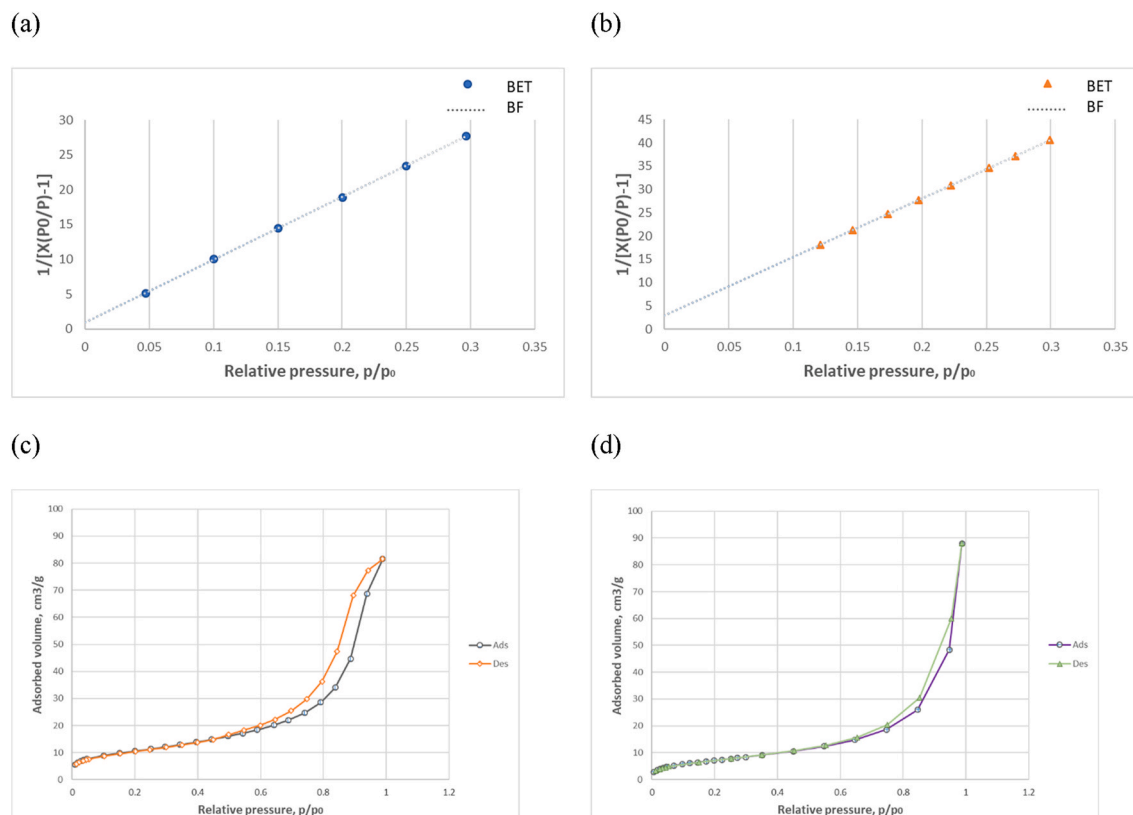 (a)
(b)
BET
BF
30
25
20
15
10
5
0
1/[X(P0/P)-1]
0 0.05 0.1 0.15 0.2 0.25 0.3 0.35
Relative pressure, p/p₀
BET
BF
45
40
35
30
25
20
15
10
5
0
1/[X(P0/P)-1]
0 0.05 0.1 0.15 0.2 0.25 0.3 0.35
Relative pressure, p/p₀
(c)
(d)
100
90
80
70
60
50
40
30
20
10
0
Adsorbed volume, cm3/g
0 0.2 0.4 0.6 0.8 1 1.2
Relative pressure, p/p₀
Ads
Des
100
90
80
70
60
50
40
30
20
10
0
Adsorbed volume, cm3/g
0 0.2 0.4 0.6 0.8 1 1.2
Relative pressure, p/p₀
Ads
Des